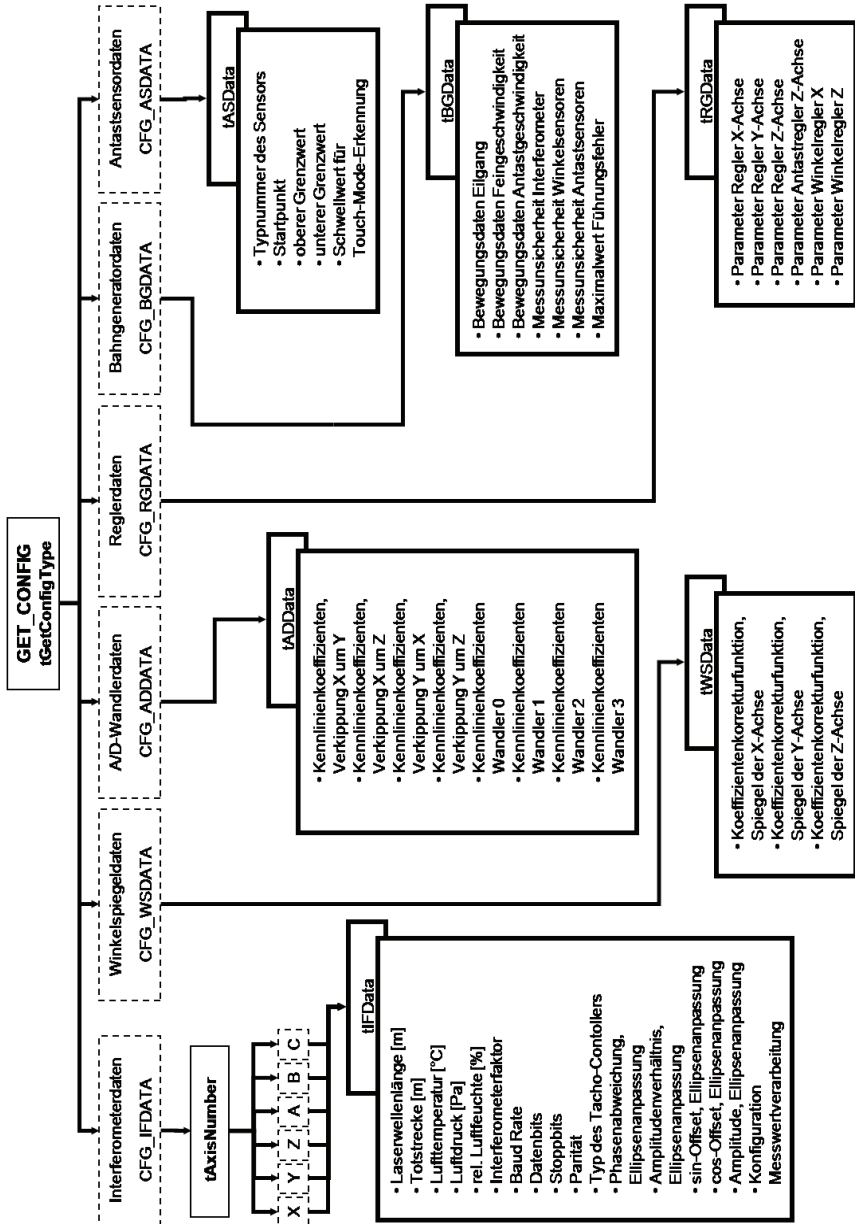 GET_CONFIG
tGetConfigType
Interferometerdaten
CFG_IFDATA
Winkelspiegeldaten
CFG_WSDATA
A/D-Wandlerdaten
CFG_ADDATA
Reglerdaten
CFG_RGDATA
Bahngeneratordaten
CFG_BGDATA
Antastsensordaten
CFG_ASDATA
tAxisNumber
X
Y
Z
A
B
C
tIFData
• Laserwellenlänge [m]
• Totstrecke [m]
• Lufttemperatur [°C]
• Luftdruck [Pa]
• rel. Luftfeuchte [%]
• Interferometerfaktor
• Baud Rate
• Datenbits
• Stoppbits
• Parität
• Typ des Tacho-Contollers
• Phasenabweichung,
Ellipsenanpassung
• Amplitudenverhältnis,
Ellipsenanpassung
• sin-Offset, Ellipsenanpassung
• cos-Offset, Ellipsenanpassung
• Amplitude, Ellipsenanpassung
• Konfiguration
Messwertverarbeitung
tADData
• Kennlinienkoeffizienten,
Verkippung X um Y
• Kennlinienkoeffizienten,
Verkippung X um Z
• Kennlinienkoeffizienten,
Verkippung Y um X
• Kennlinienkoeffizienten,
Verkippung Y um Z
• Kennlinienkoeffizienten
Wandler 0
• Kennlinienkoeffizienten
Wandler 1
• Kennlinienkoeffizienten
Wandler 2
• Kennlinienkoeffizienten
Wandler 3
tWSData
• Koeffizientenkorrekturfunktion,
Spiegel der X-Achse
• Koeffizientenkorrekturfunktion,
Spiegel der Y-Achse
• Koeffizientenkorrekturfunktion,
Spiegel der Z-Achse
tASData
• Typnummer des Sensors
• Startpunkt
• oberer Grenzwert
• unterer Grenzwert
• Schwellwert für
Touch-Mode-Erkennung
tBGData
• Bewegungsdaten Eilgang
• Bewegungsdaten Feingeschwindigkeit
• Bewegungsdaten Antastgeschwindigkeit
• Messunsicherheit Interferometer
• Messunsicherheit Winkelsensoren
• Messunsicherheit Antastsensoren
• Maximalwert Führungsfehler
tRGData
• Parameter Regler X-Achse
• Parameter Regler Y-Achse
• Parameter Regler Z-Achse
• Parameter Antastregler Z-Achse
• Parameter Winkelregler X
• Parameter Winkelregler Z